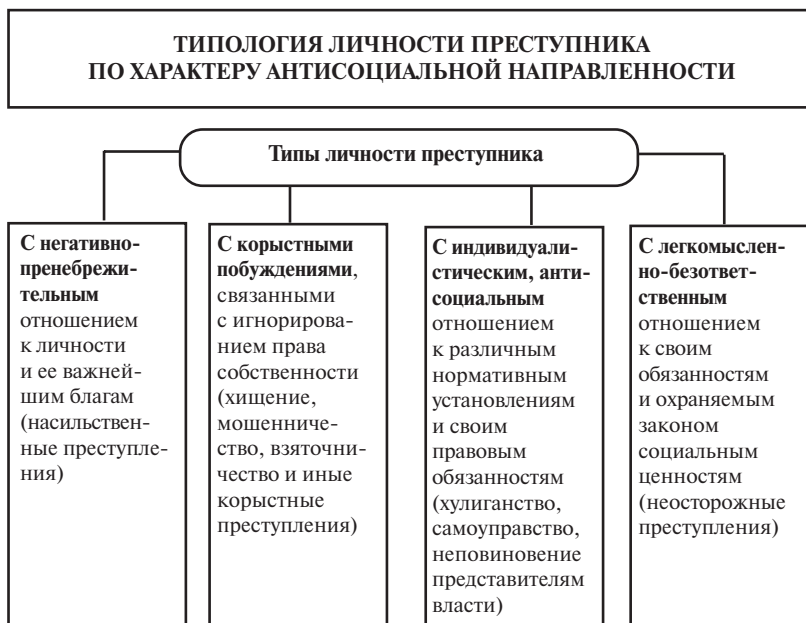 ТИПОЛОГИЯ ЛИЧНОСТИ ПРЕСТУПНИКА
ПО ХАРАКТЕРУ АНТИСОЦИАЛЬНОЙ НАПРАВЛЕННОСТИ
Типы личности преступника
С негативно-
пренебрежи-
тельным
отношением
к личности
и ее важней-
шим благам
(насильствен-
ные преступле-
ния)
С корыстными
побуждениями,
связанными
с игнорирова-
нием права
собственности
(хищение,
мошенниче-
ство, взяточни-
чество и иные
корыстные
преступления)
С индивидуали-
стическим, анти-
социальным
отношением
к различным
нормативным
установлениям
и своим
правовым
обязанностям
(хулиганство,
самоуправство,
неповиновение
представителям
власти)
С легкомыслен-
но-безответ-
ственным
отношением
к своим
обязанностям
и охраняемым
законом
социальным
ценностям
(неосторожные
преступления)